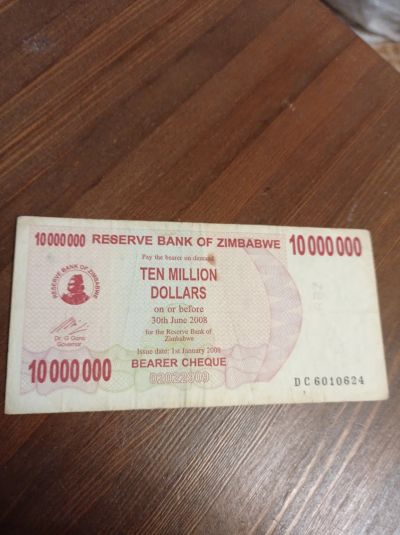 10 000 000 RESERVE BANK OF ZIMBABWE 10 000 000
Pay the bearer on demand
TEN MILLION
DOLLARS
on or before
30th June 2008
for the Reserve Bank of
Zimbabwe
Issue date: 1st January 2008
BEARER CHEQUE
RESERVE BANK OF ZIMBABWE
Dr. G Gono
Governor
10 000 000
DC 6010624